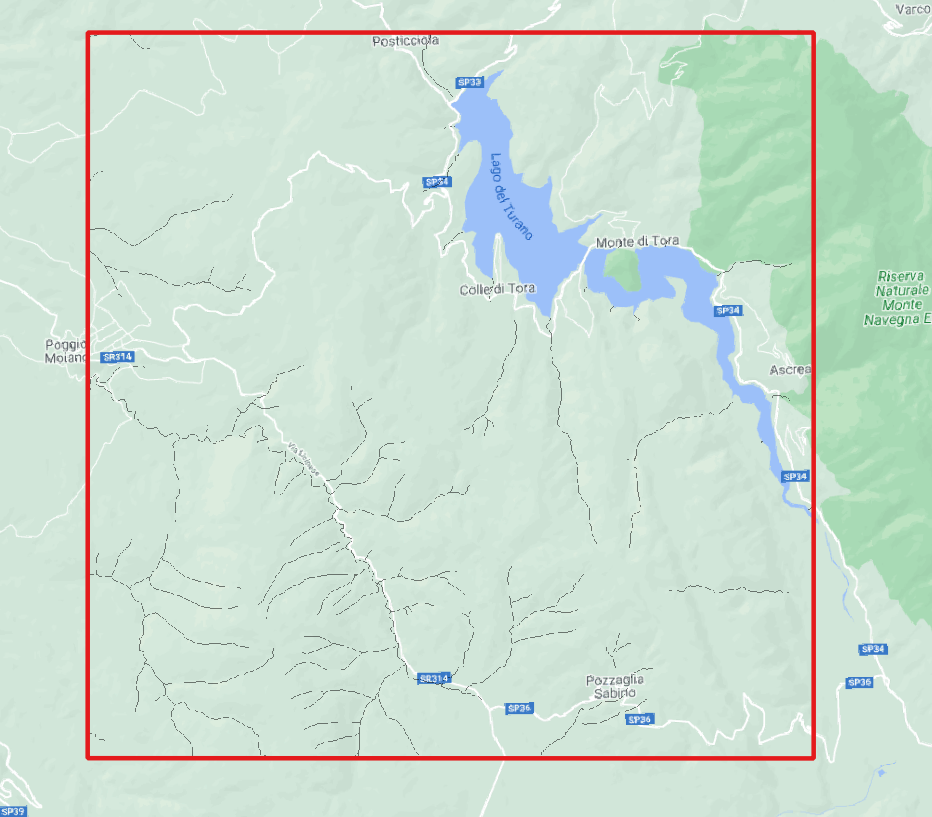 Varco
Posticciola
SP33
SP34
Lago del Turano
Monte di Tora
Riserva
Naturale
Monte
Navegna E
Colle di Tora
SP34
Poggio
Moiano
SR314
Ascrea
SP34
SR314
Pozzaglia
Sabino
SP36
SP36
SP34
SP36
SP39